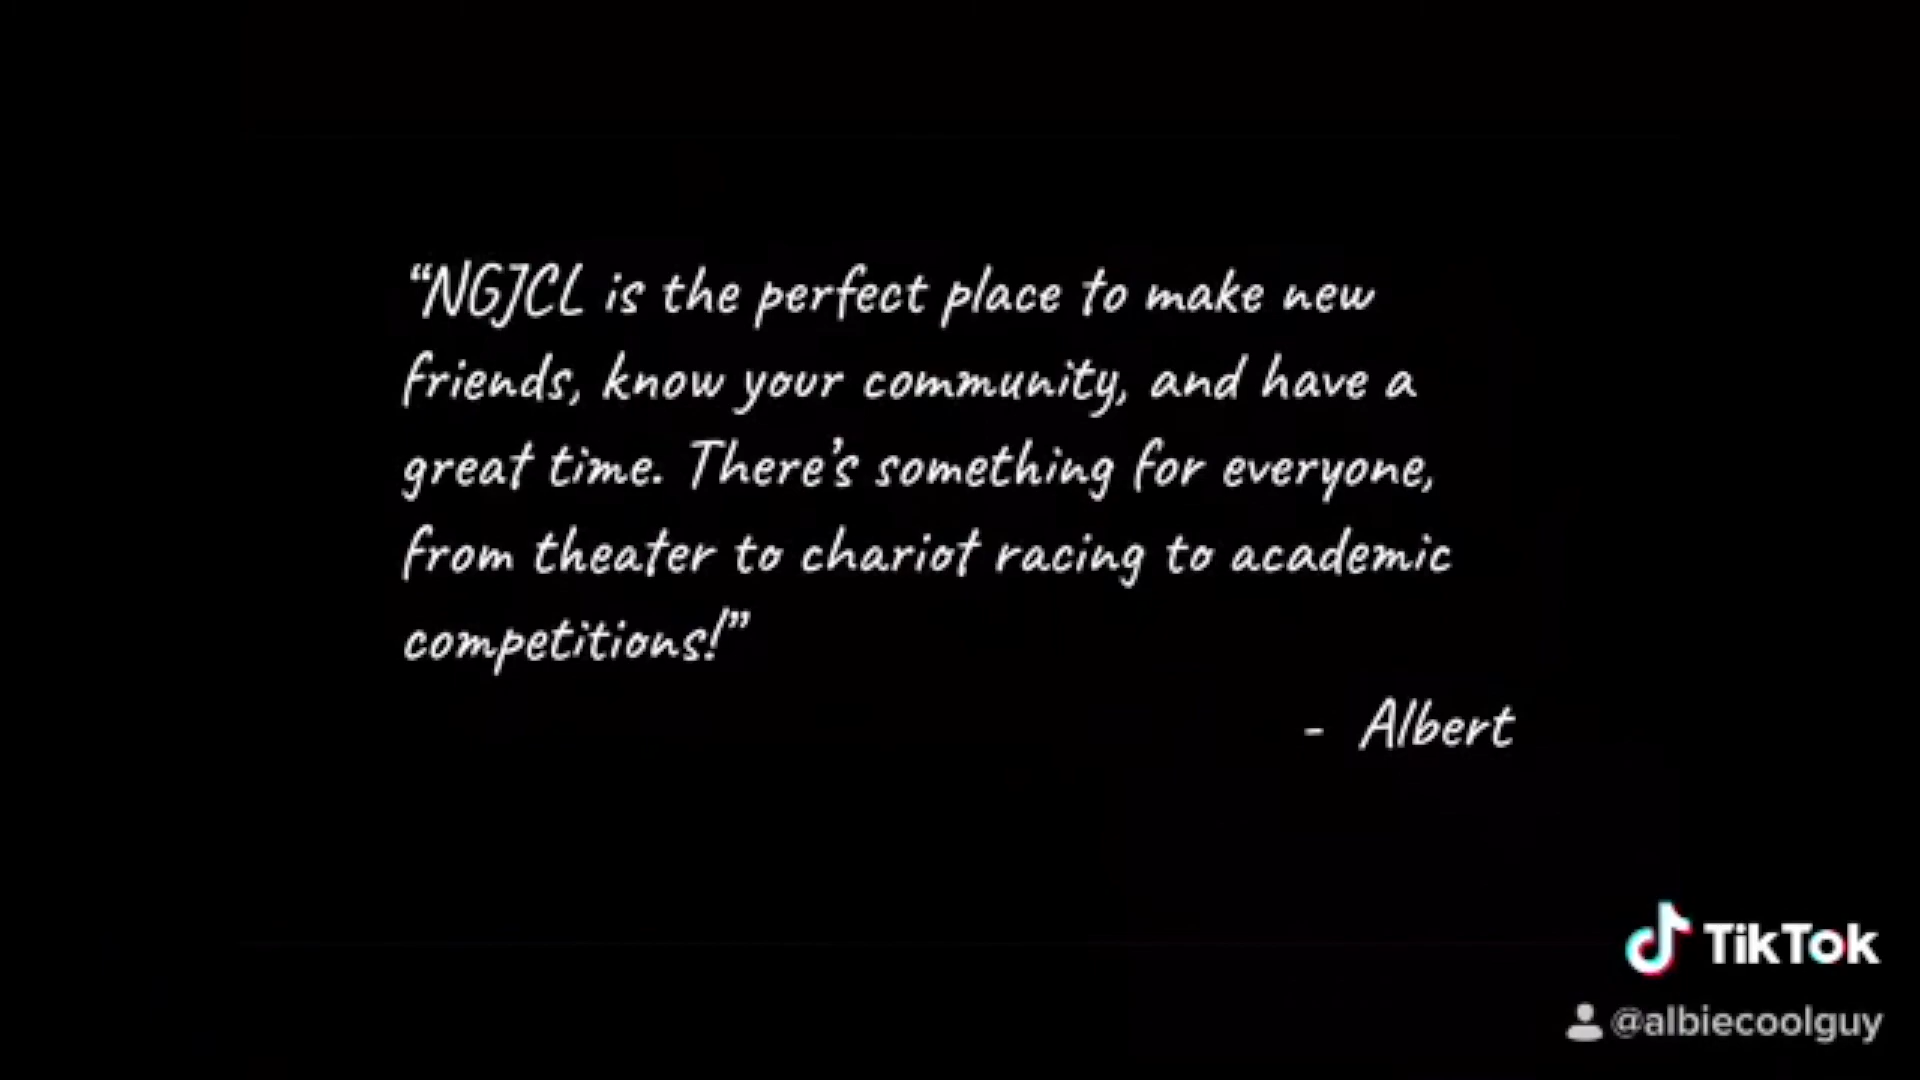 “NGJCL is the perfect place to make new
friends, know your community, and have a
great time. There’s something for everyone,
from theater to chariot racing to academic
competitions!”
- Albert
TikTok
@albiecoolguy